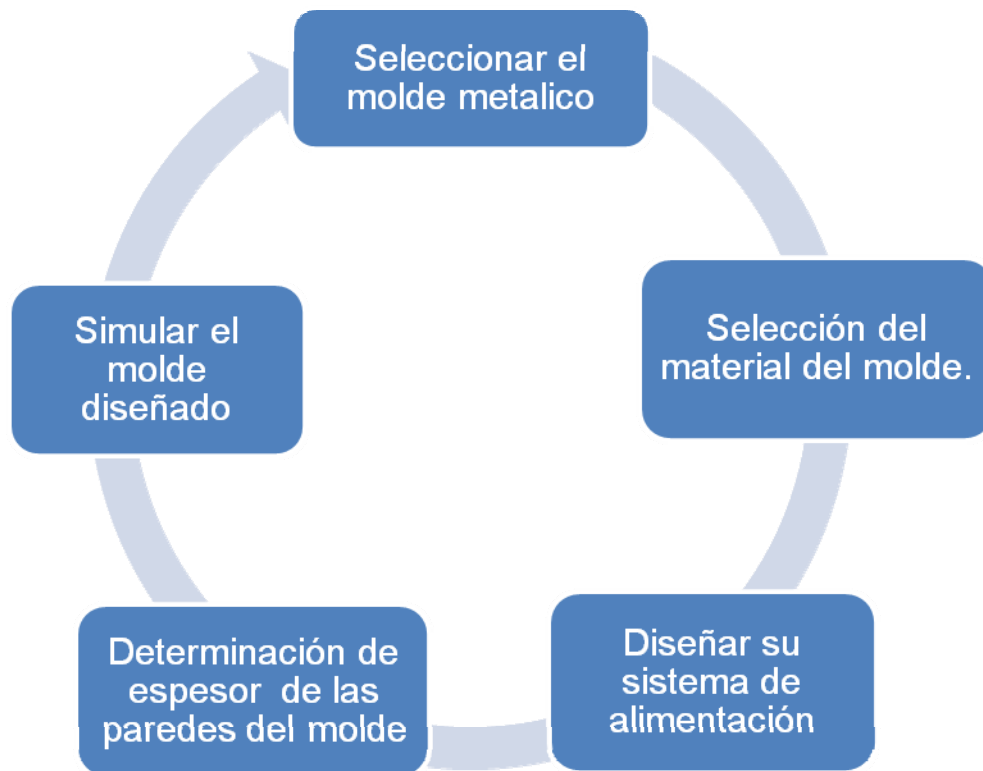 Seleccionar el
molde metalico
Selección del
material del molde.
Diseñar su
sistema de
alimentación
Determinación de
espesor de las
paredes del molde
Simular el
molde
diseñado